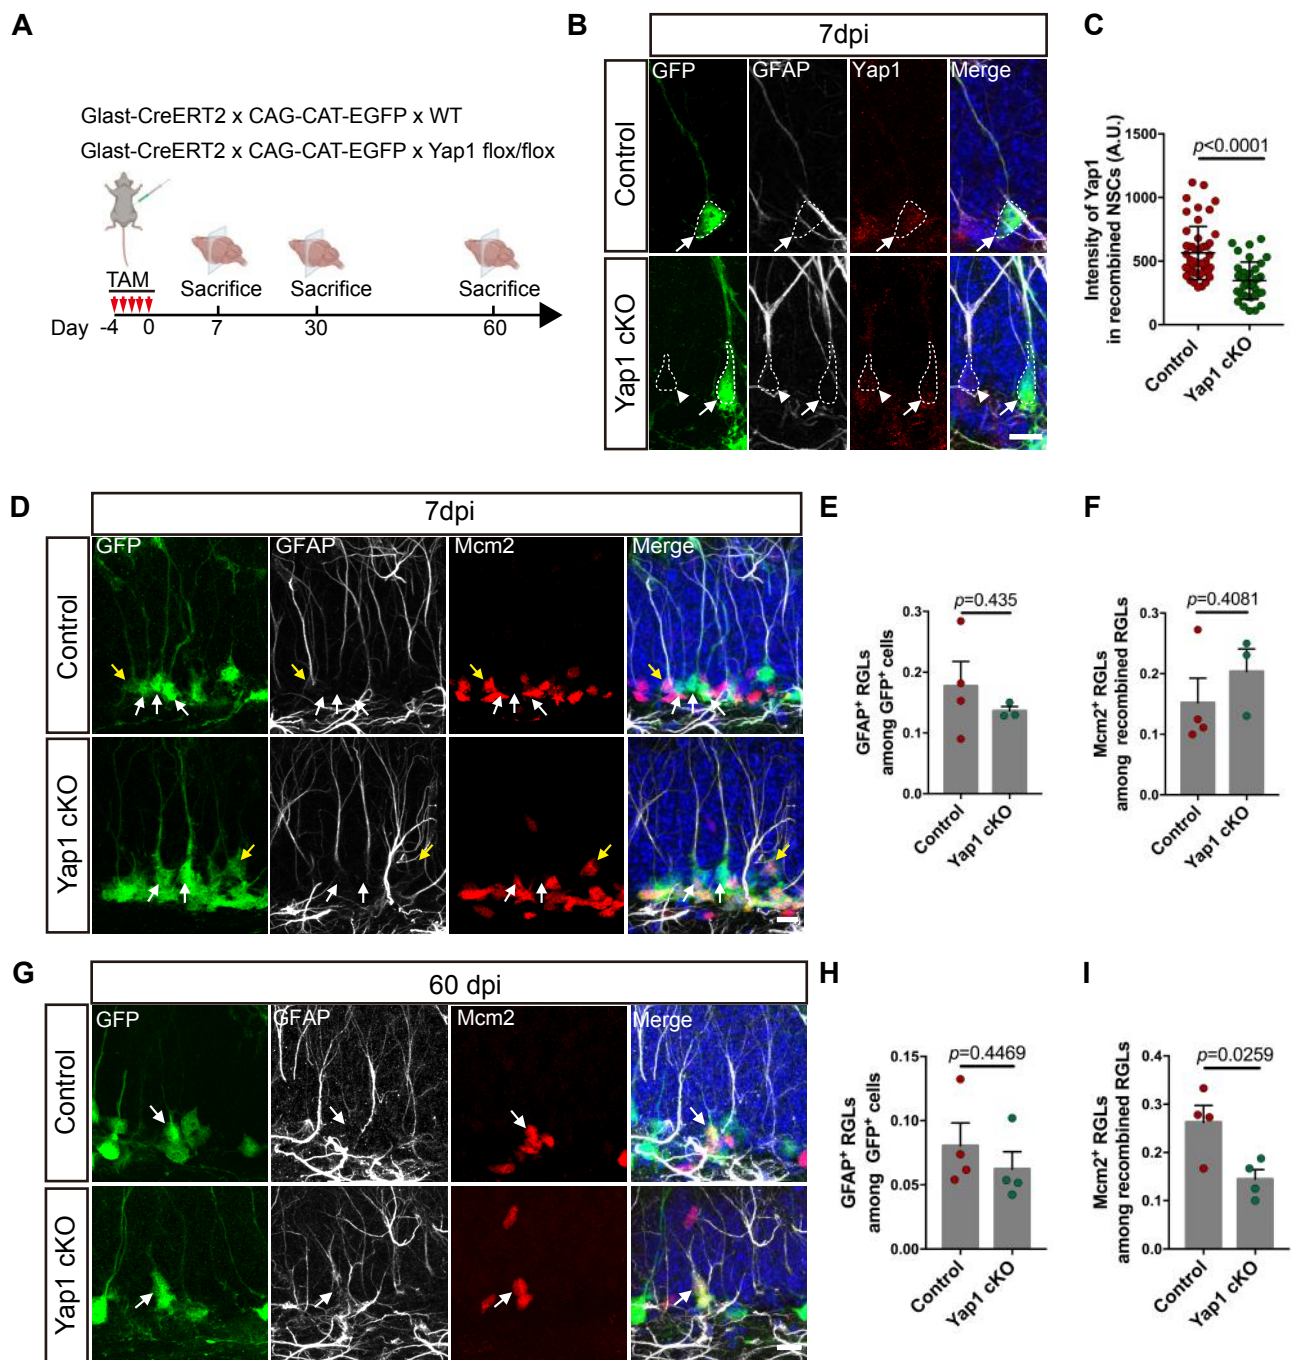 A
Glast-CreERT2 x CAG-CAT-EGFP x WT
Glast-CreERT2 x CAG-CAT-EGFP x Yap1 flox/flox
TAM
Sacrifice
Sacrifice
Sacrifice
Day
-4
0
7
30
60
B
7dpi
GFP
GFAP
Yap1
Merge
Control
Yap1 cKO
C
Intensity of Yap1
in recombined NSCs (A.U.)
1500
1000
500
0
p<0.0001
Control
Yap1 cKO
D
7dpi
GFP
GFAP
Mcm2
Merge
Control
Yap1 cKO
E
GFAP+ RGLs
among GFP+ cells
0.3
0.2
0.1
0.0
p=0.435
Control
Yap1 cKO
F
Mcm2+ RGLs
among recombined RGLs
0.3
0.2
0.1
0.0
p=0.4081
Control
Yap1 cKO
G
60 dpi
GFP
GFAP
Mcm2
Merge
Control
Yap1 cKO
H
GFAP+ RGLs
among GFP+ cells
0.15
0.10
0.05
0.00
p=0.4469
Control
Yap1 cKO
I
Mcm2+ RGLs
among recombined RGLs
0.4
0.3
0.2
0.1
0.0
p=0.0259
Control
Yap1 cKO